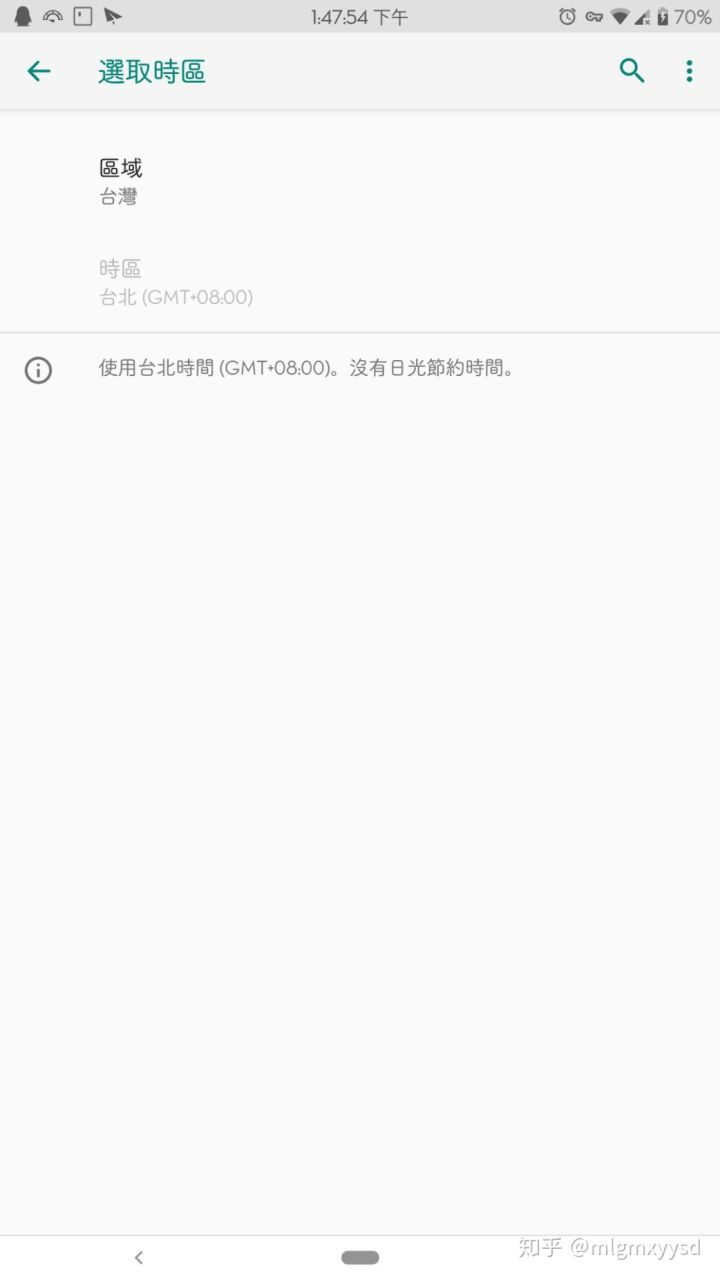 1:47:54 下午
70%
選取時區
區域
台灣
時區
台北 (GMT+08:00)
使用台北時間 (GMT+08:00)。沒有日光節約時間。
知乎 @mlgmxyysd